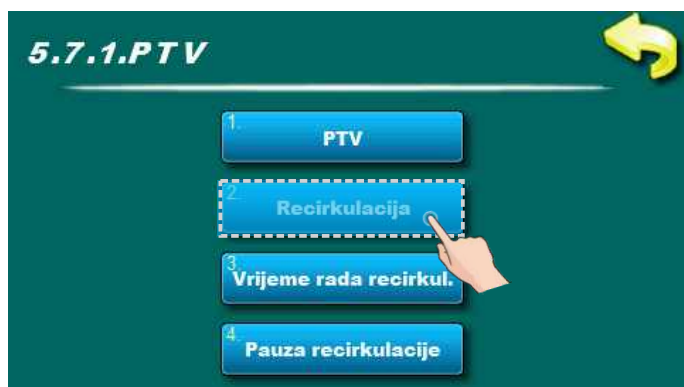 5.7.1.PTV
1. PTV
2. Recirkulacija
3. Vrijeme rada recirkul.
4. Pauza recirkulacije